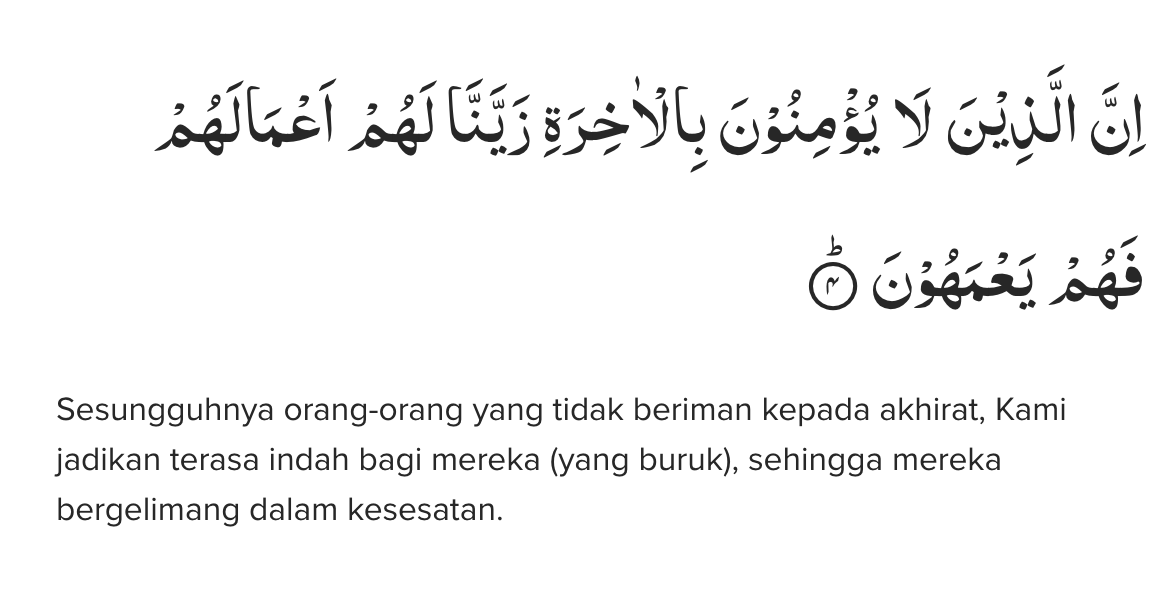 اِنَّ الَّذِيْنَ لَا يُؤْمِنُوْنَ بِالْاٰخِرَةِ زَيَّنَّا لَهُمْ اَعْمَالَهُمْ
فَهُمْ يَعْمَهُوْنَ ۗ ۴
Sesungguhnya orang-orang yang tidak beriman kepada akhirat, Kami
jadikan terasa indah bagi mereka (yang buruk), sehingga mereka
bergelimang dalam kesesatan.